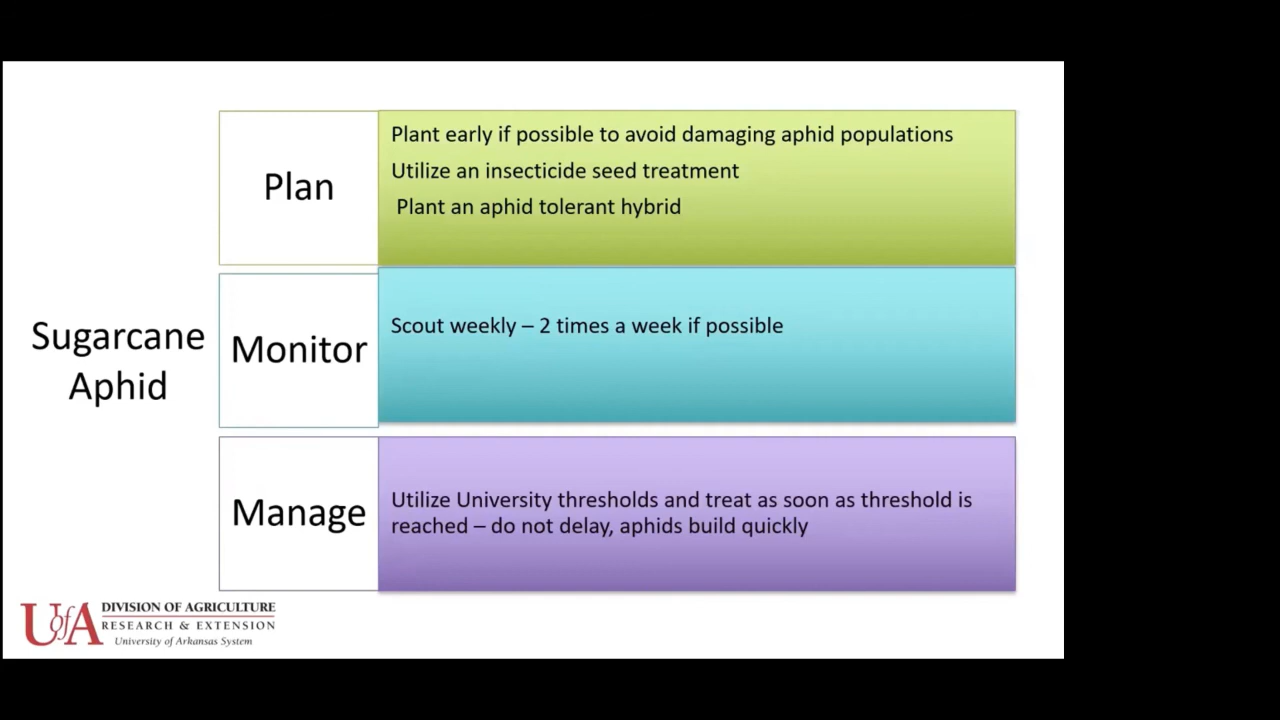 Sugarcane
Aphid
Plan
Plant early if possible to avoid damaging aphid populations
Utilize an insecticide seed treatment
Plant an aphid tolerant hybrid
Monitor
Scout weekly – 2 times a week if possible
Manage
Utilize University thresholds and treat as soon as threshold is
reached – do not delay, aphids build quickly
UofA
DIVISION OF AGRICULTURE
RESEARCH & EXTENSION
University of Arkansas System